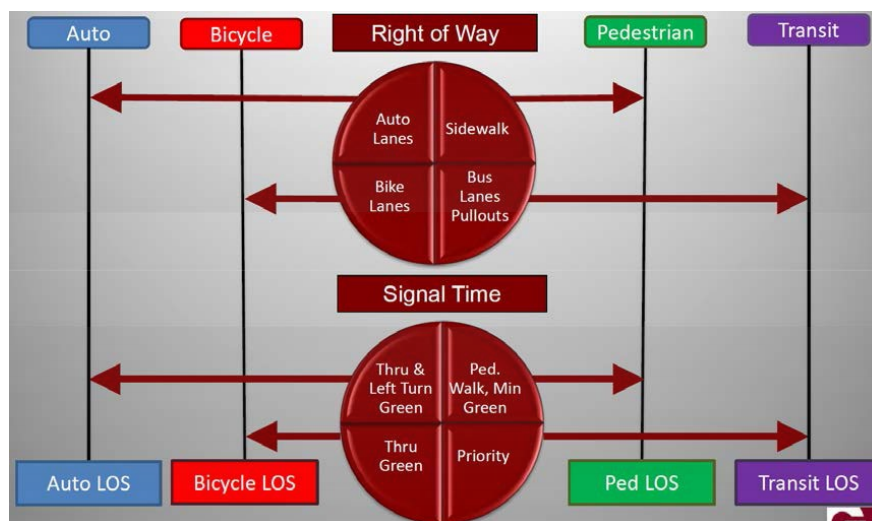 Auto
Bicycle
Right of Way
Pedestrian
Transit
Auto
Lanes
Sidewalk
Bike
Lanes
Bus
Lanes
Pullouts
Signal Time
Thru &
Left Turn
Green
Ped.
Walk, Min
Green
Thru
Green
Priority
Auto LOS
Bicycle LOS
Ped LOS
Transit LOS